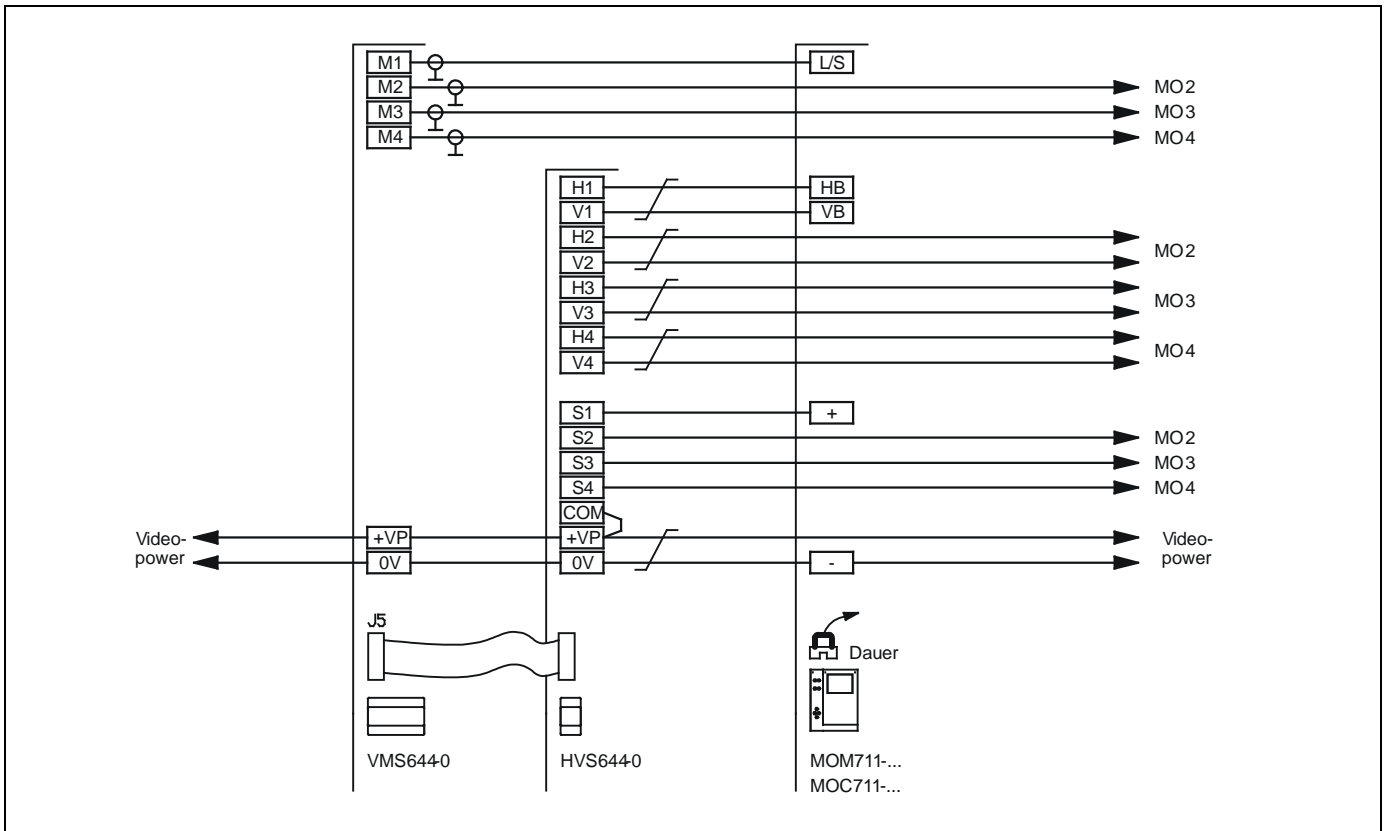 M1 L/S
M2 MO2
M3 MO3
M4 MO4
H1 HB
V1 VB
H2
V2
MO2
H3
V3
MO3
H4
V4
MO4
S1 +
S2 MO2
S3 MO3
S4 MO4
COM
Video-
power
+VP +VP
0V 0V -
Video-
power
J5
Dauer
VMS644-0 HVS644-0 MOM711-...
MOC711-...